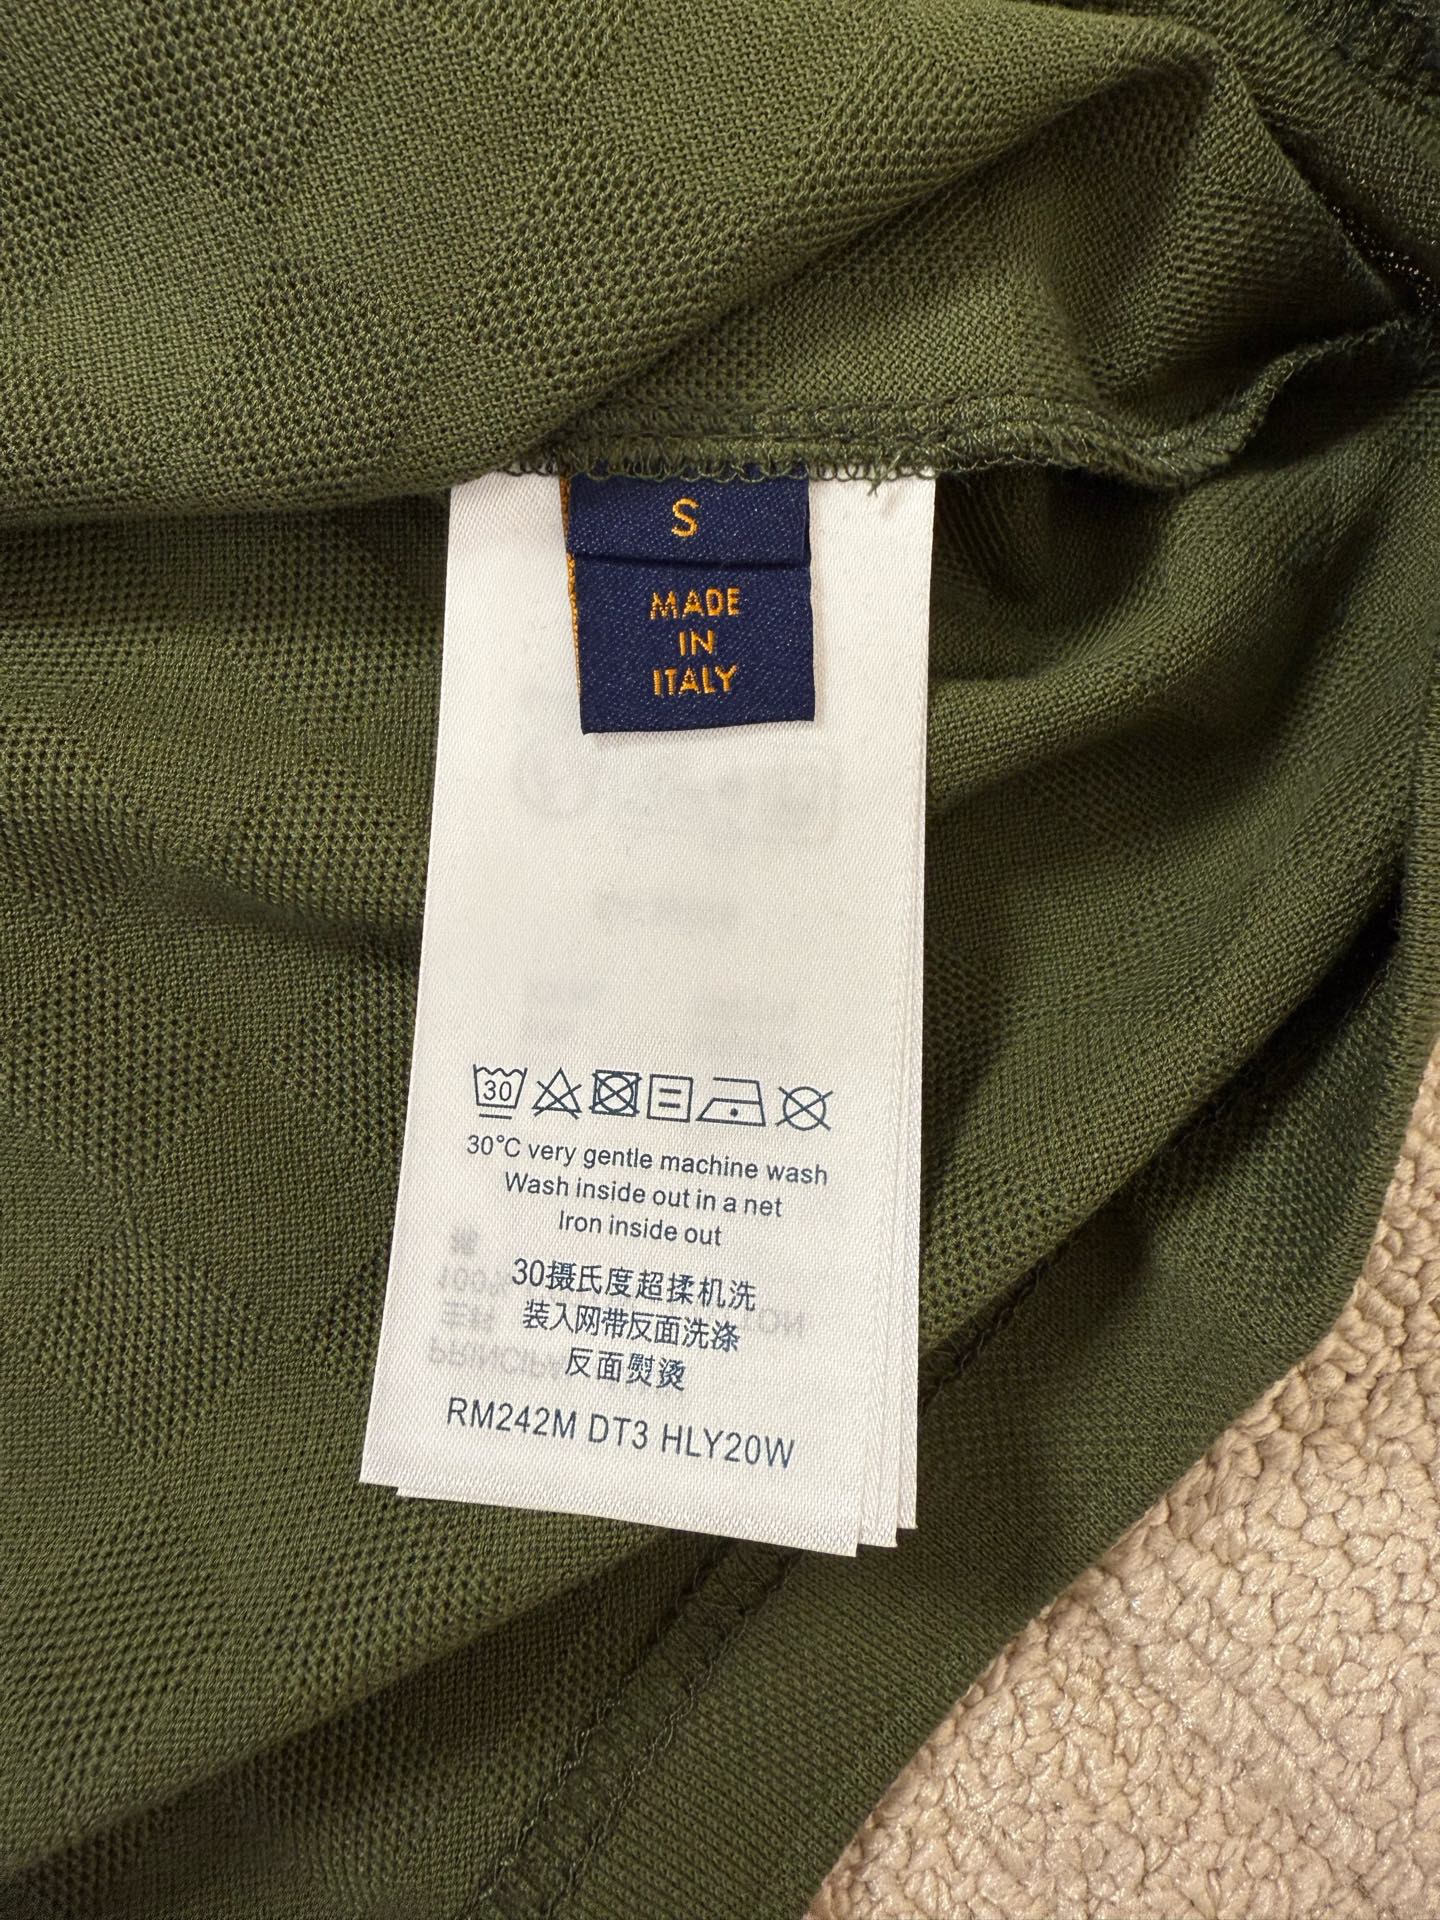 S
MADE
IN
ITALY
30
30°C very gentle machine wash
Wash inside out in a net
Iron inside out
30摄氏度超揉机洗
装入网带反面洗涤
反面熨烫
RM242M DT3 HLY20W